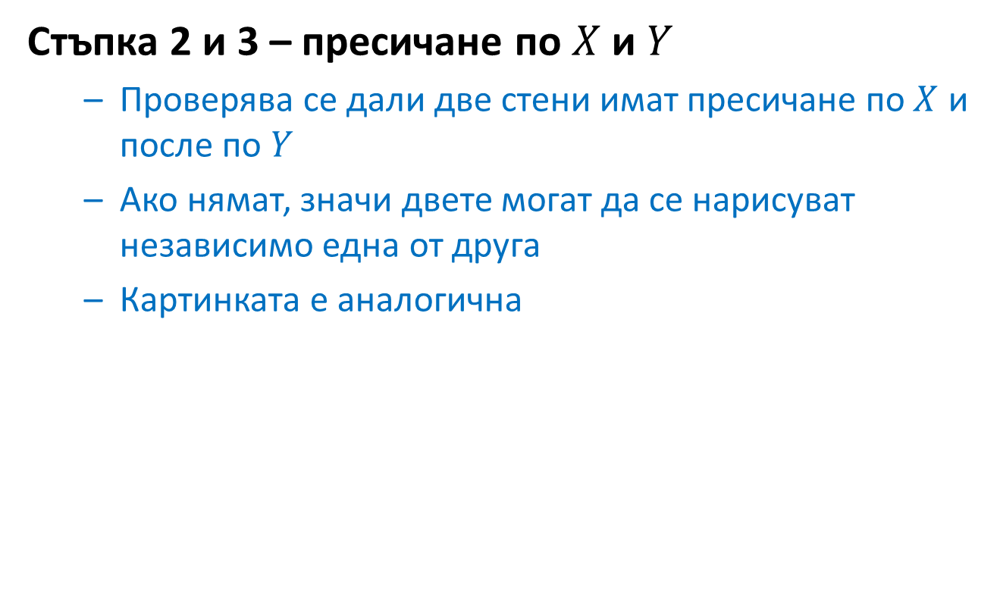 Стъпка 2 и 3 – пресичане по X и Y
– Проверява се дали две стени имат пресичане по X и
после по Y
– Ако нямат, значи двете могат да се нарисуват
независимо една от друга
– Картинката е аналогична